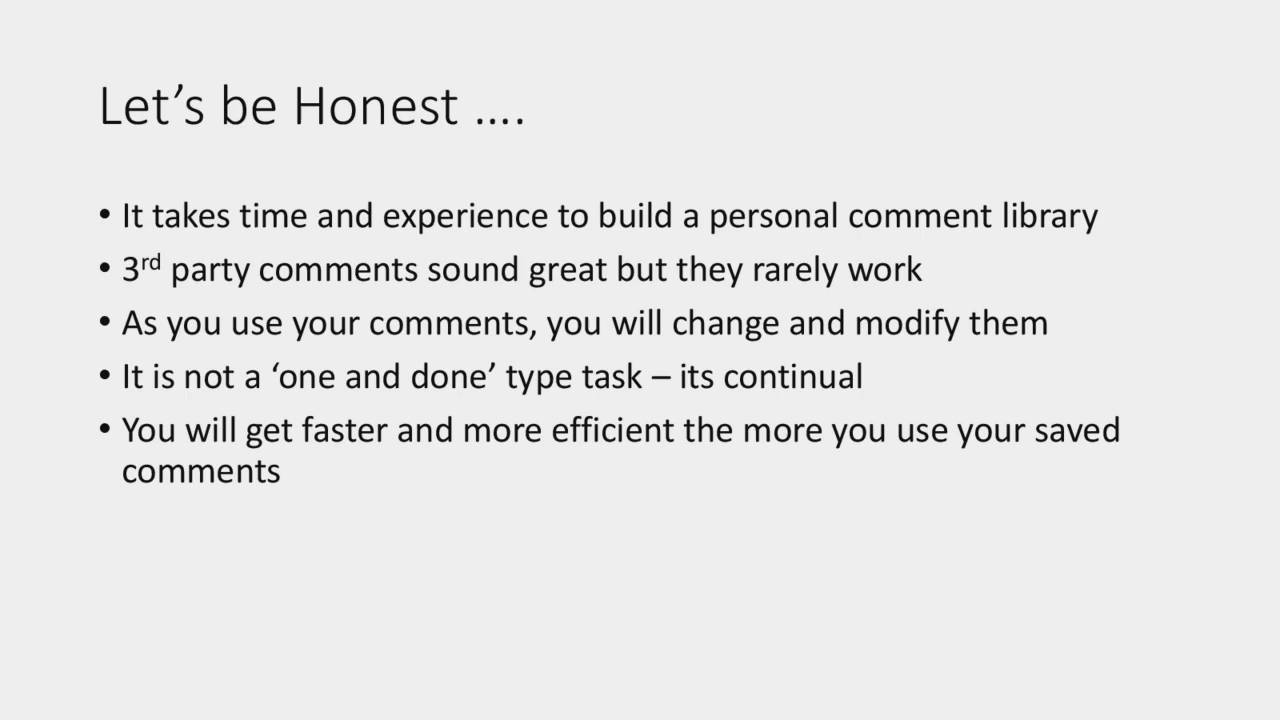 Let’s be Honest ….
• It takes time and experience to build a personal comment library
• 3rd party comments sound great but they rarely work
• As you use your comments, you will change and modify them
• It is not a ‘one and done’ type task – its continual
• You will get faster and more efficient the more you use your saved
comments